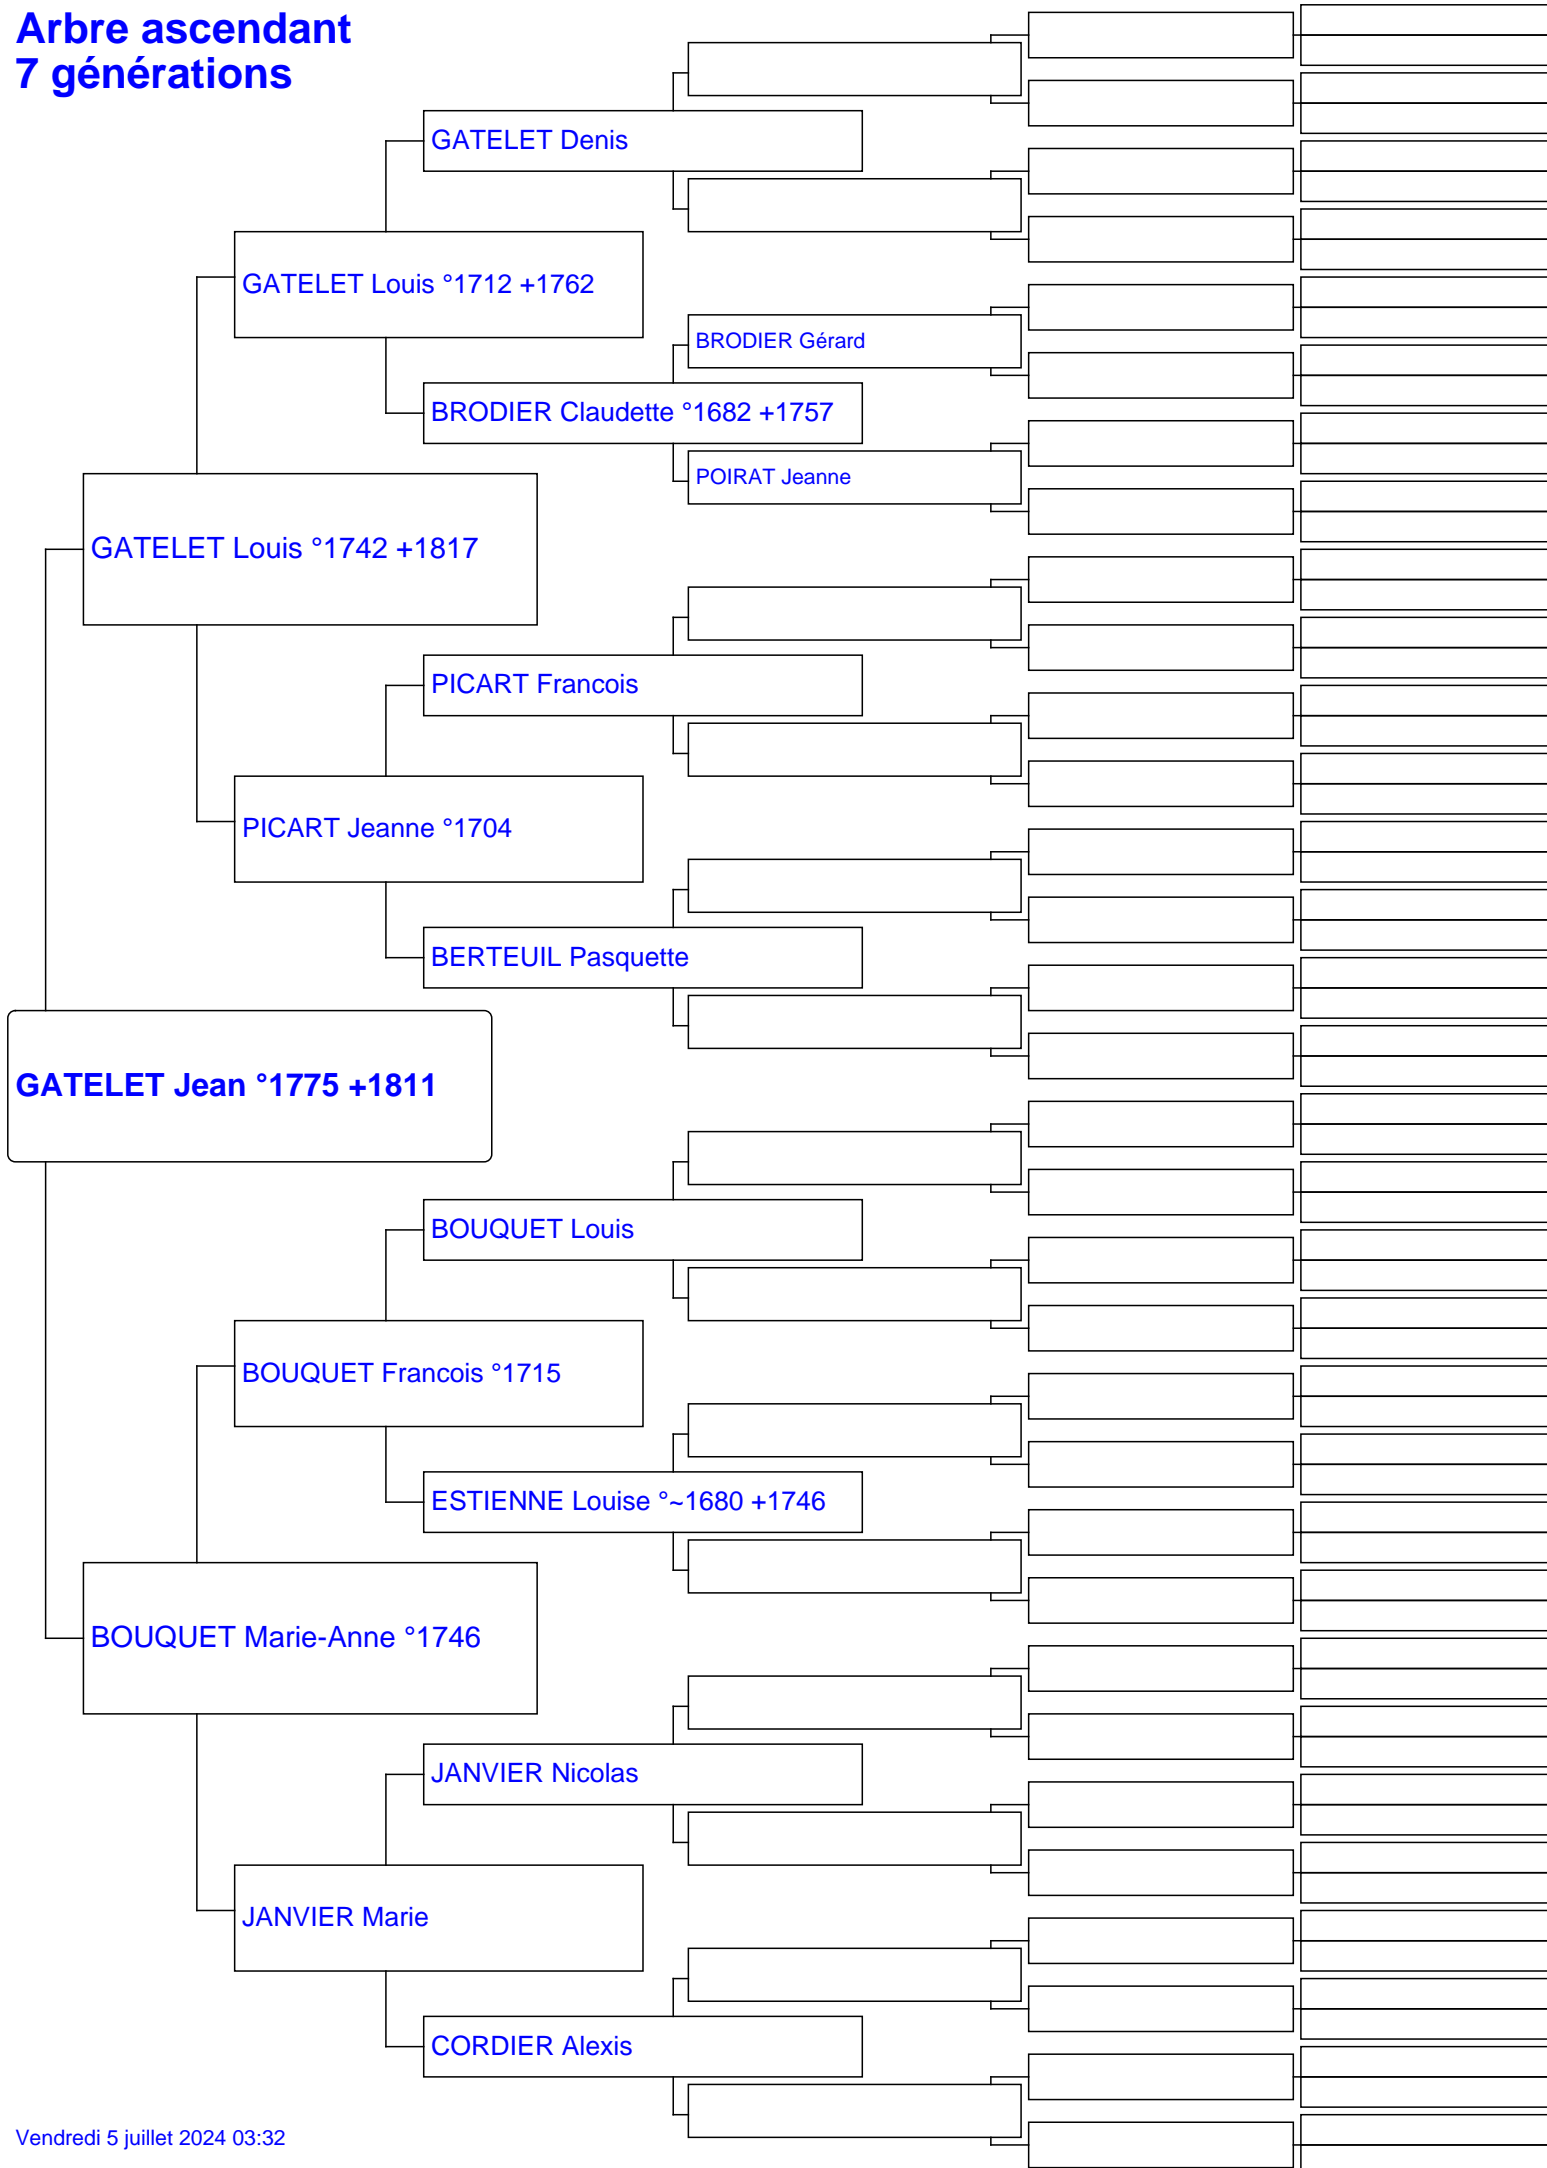 Arbre ascendant
7 générations
GATELET Denis
GATELET Louis °1712 +1762
BRODIER Gérard
BRODIER Claudette °1682 +1757
POIRAT Jeanne
GATELET Louis °1742 +1817
PICART Francois
PICART Jeanne °1704
BERTEUIL Pasquette
GATELET Jean °1775 +1811
BOUQUET Louis
BOUQUET Francois °1715
ESTIENNE Louise °~1680 +1746
BOUQUET Marie-Anne °1746
JANVIER Nicolas
JANVIER Marie
CORDIER Alexis
Vendredi 5 juillet 2024 03:32